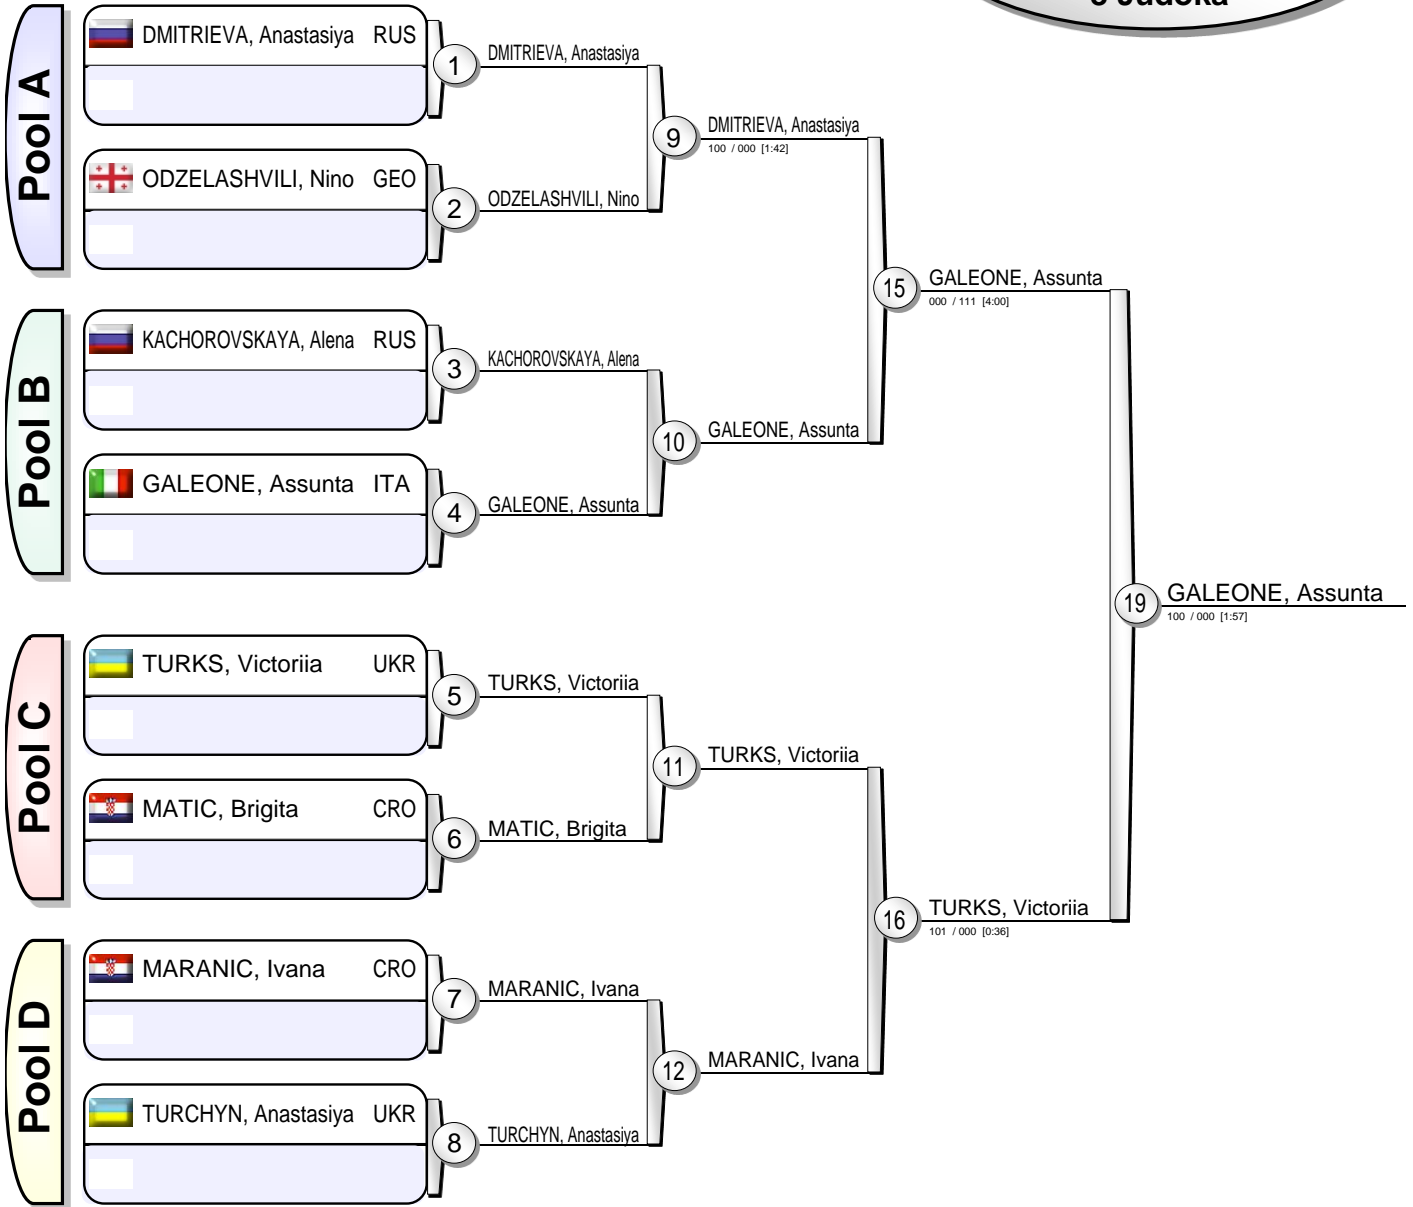 Pool A
DMITRIEVA, Anastasiya RUS
1
DMITRIEVA, Anastasiya
ODZELASHVILI, Nino GEO
2
ODZELASHVILI, Nino
9
DMITRIEVA, Anastasiya
100 / 000 [1:42]
Pool B
KACHOROVSKAYA, Alena RUS
3
KACHOROVSKAYA, Alena
GALEONE, Assunta ITA
4
GALEONE, Assunta
10
GALEONE, Assunta
15
GALEONE, Assunta
000 / 111 [4:00]
Pool C
TURKS, Victoriia UKR
5
TURKS, Victoriia
MATIC, Brigita CRO
6
MATIC, Brigita
11
TURKS, Victoriia
Pool D
MARANIC, Ivana CRO
7
MARANIC, Ivana
TURCHYN, Anastasiya UKR
8
TURCHYN, Anastasiya
12
MARANIC, Ivana
16
TURKS, Victoriia
101 / 000 [0:36]
19
GALEONE, Assunta
100 / 000 [1:57]